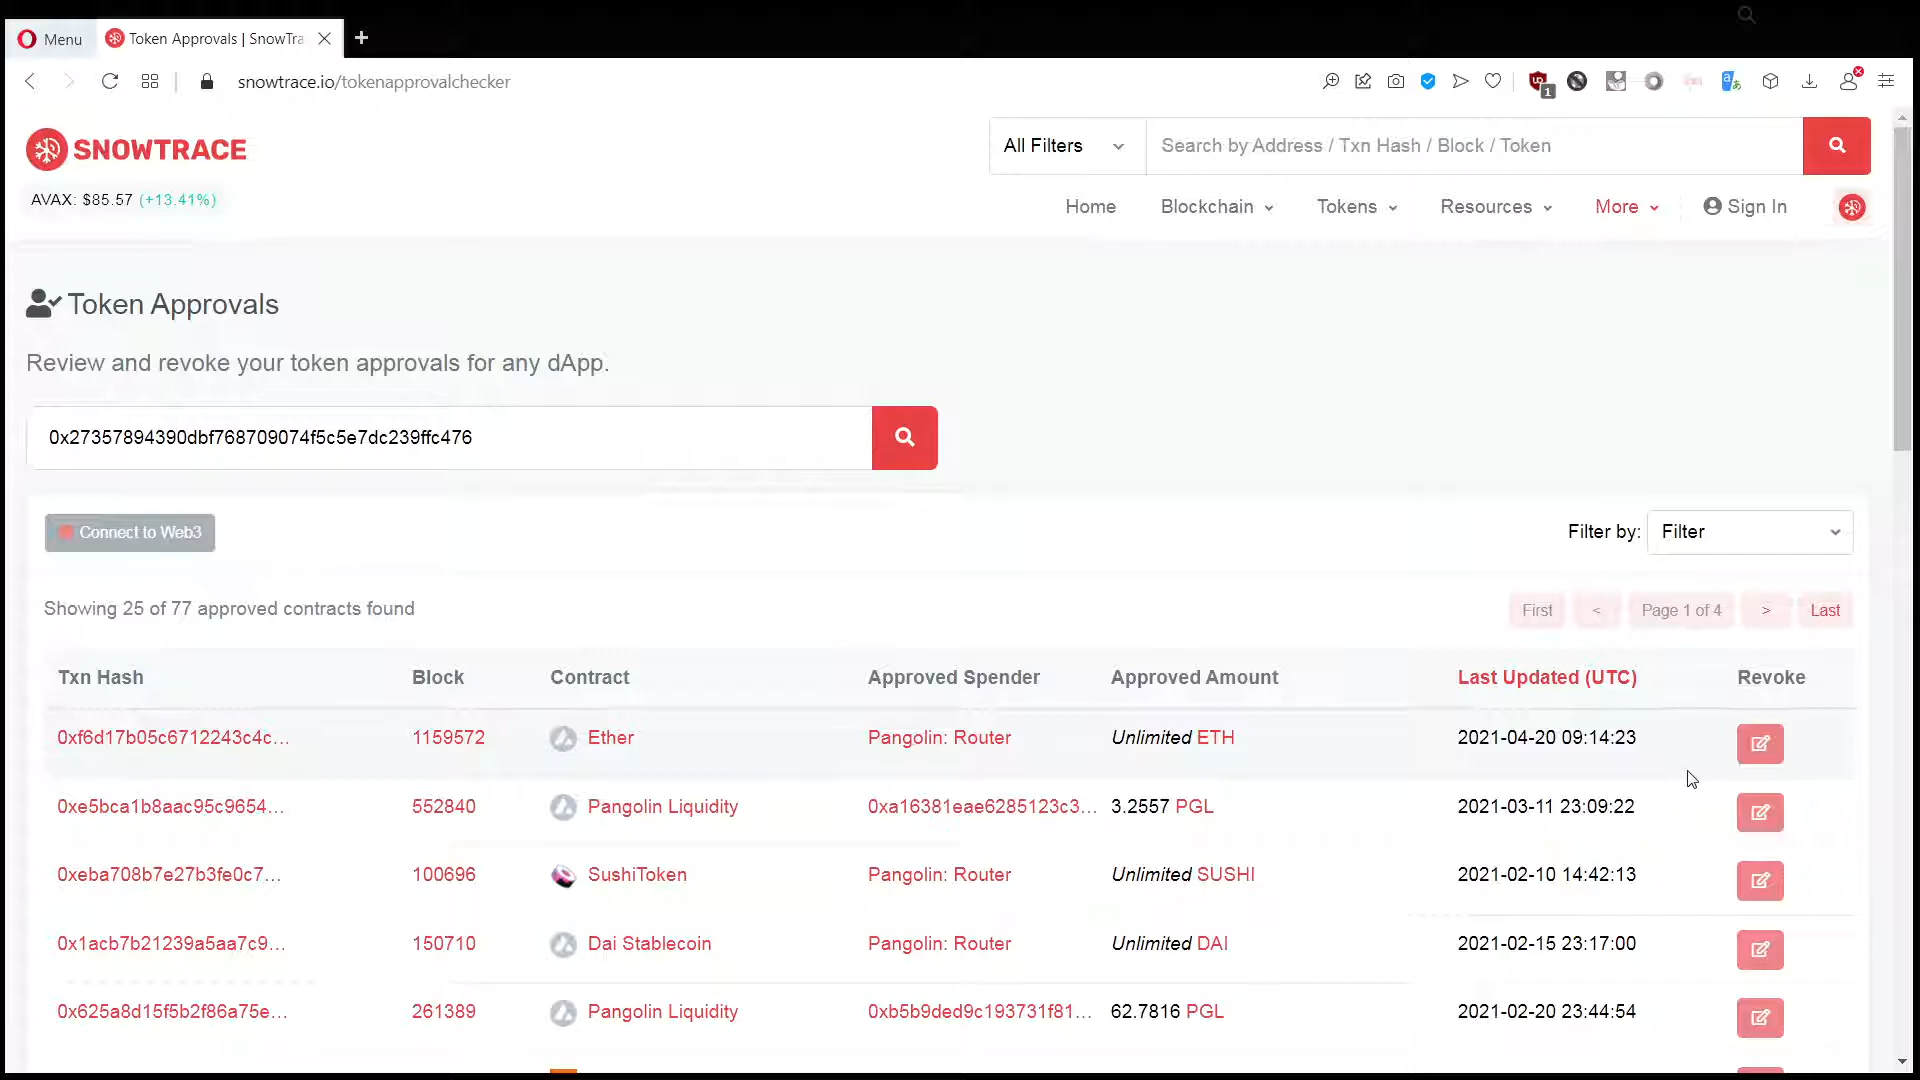 Menu
Token Approvals | SnowTra
snowtrace.io/tokenapprovalchecker
1
SNOWTRACE
All Filters
Search by Address / Txn Hash / Block / Token
AVAX: $85.57 (+13.41%)
Home Blockchain Tokens Resources More Sign In
Token Approvals
Review and revoke your token approvals for any dApp.
0x27357894390dbf768709074f5c5e7dc239ffc476
Connect to Web3
Filter by: Filter
Showing 25 of 77 approved contracts found
First < Page 1 of 4 > Last
Txn Hash Block Contract Approved Spender Approved Amount Last Updated (UTC) Revoke
0xf6d17b05c6712243c4c... 1159572 Ether Pangolin: Router Unlimited ETH 2021-04-20 09:14:23
0xe5bca1b8aac95c9654... 552840 Pangolin Liquidity 0xa16381eae6285123c3... 3.2557 PGL 2021-03-11 23:09:22
0xeba708b7e27b3fe0c7... 100696 SushiToken Pangolin: Router Unlimited SUSHI 2021-02-10 14:42:13
0x1acb7b21239a5aa7c9... 150710 Dai Stablecoin Pangolin: Router Unlimited DAI 2021-02-15 23:17:00
0x625a8d15f5b2f86a75e... 261389 Pangolin Liquidity 0xb5b9ded9c193731f81... 62.7816 PGL 2021-02-20 23:44:54